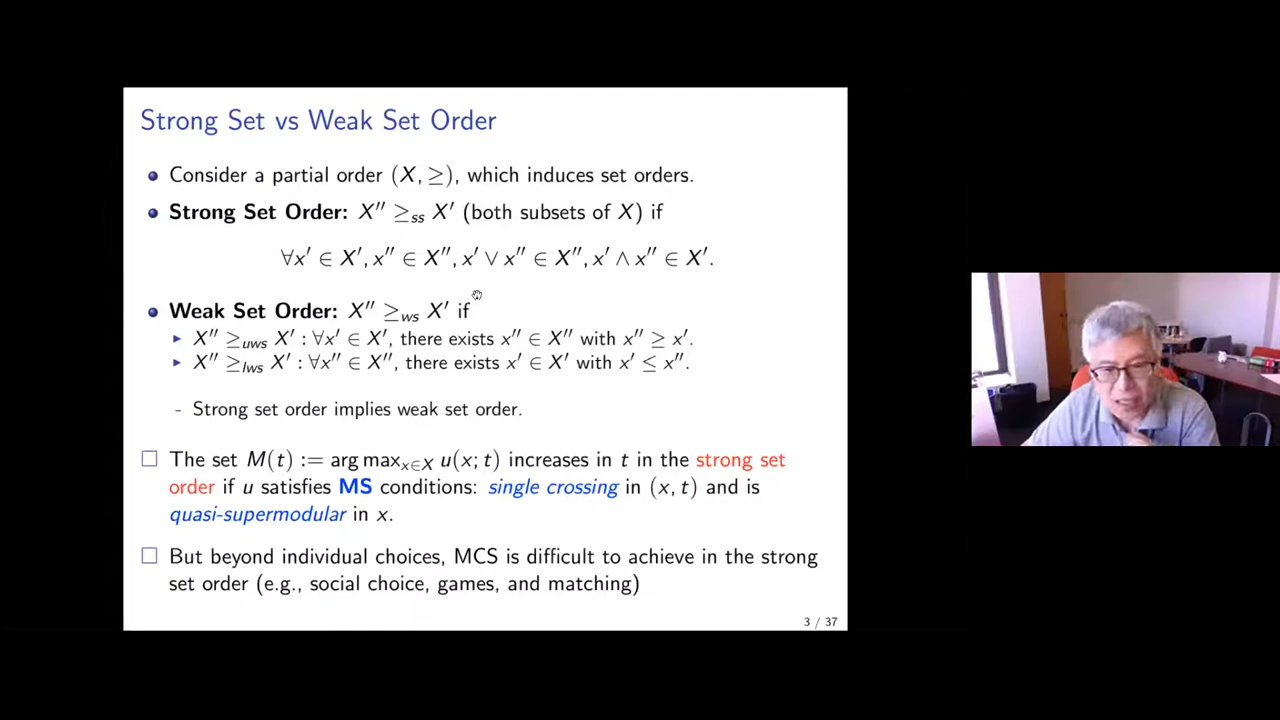 Strong Set vs Weak Set Order
• Consider a partial order (X, ≥), which induces set orders.
• Strong Set Order: X″ ≥ₛₛ X′ (both subsets of X) if
∀x′ ∈ X′, x″ ∈ X″, x′ ∨ x″ ∈ X″, x′ ∧ x″ ∈ X′.
• Weak Set Order: X″ ≥_ws X′ if
▸ X″ ≥_uws X′ : ∀x′ ∈ X′, there exists x″ ∈ X″ with x″ ≥ x′.
▸ X″ ≥_lws X′ : ∀x″ ∈ X″, there exists x′ ∈ X′ with x′ ≤ x″.
- Strong set order implies weak set order.
□ The set M(t) := arg max_{x∈X} u(x; t) increases in t in the strong set
order if u satisfies MS conditions: single crossing in (x, t) and is
quasi-supermodular in x.
□ But beyond individual choices, MCS is difficult to achieve in the strong
set order (e.g., social choice, games, and matching)
3 / 37